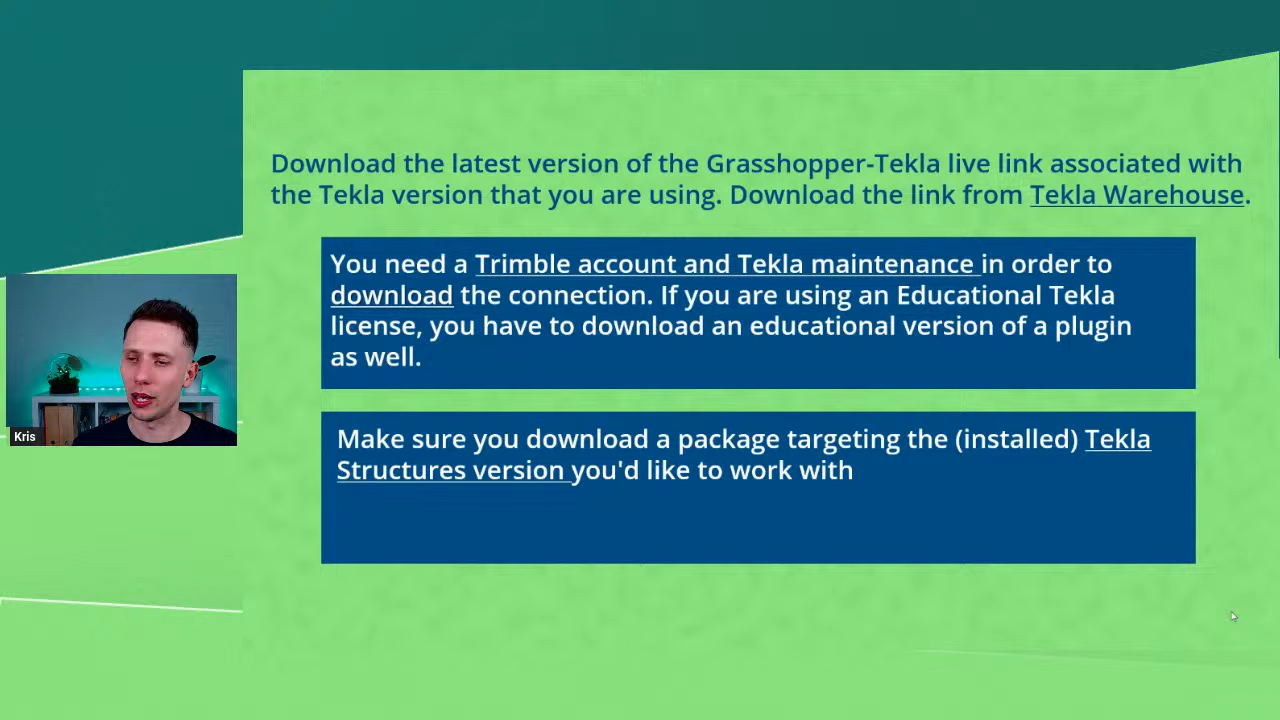 Download the latest version of the Grasshopper-Tekla live link associated with
the Tekla version that you are using. Download the link from Tekla Warehouse.
You need a Trimble account and Tekla maintenance in order to
download the connection. If you are using an Educational Tekla
license, you have to download an educational version of a plugin
as well.
Kris
Make sure you download a package targeting the (installed) Tekla
Structures version you'd like to work with